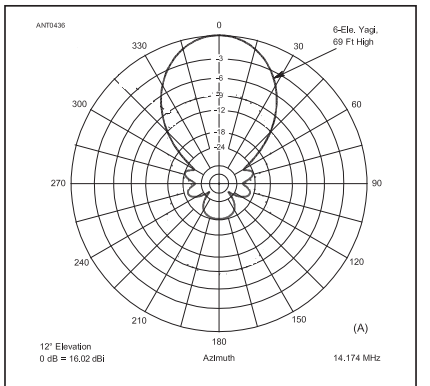 ANT0436
0
6-Ele. Yagi,
69 Ft High
330
30
-3
-6
-9
-12
-18
-24
300
60
270
90
240
120
210
150
180
(A)
12° Elevation
0 dB = 16.02 dBi
Azimuth
14.174 MHz